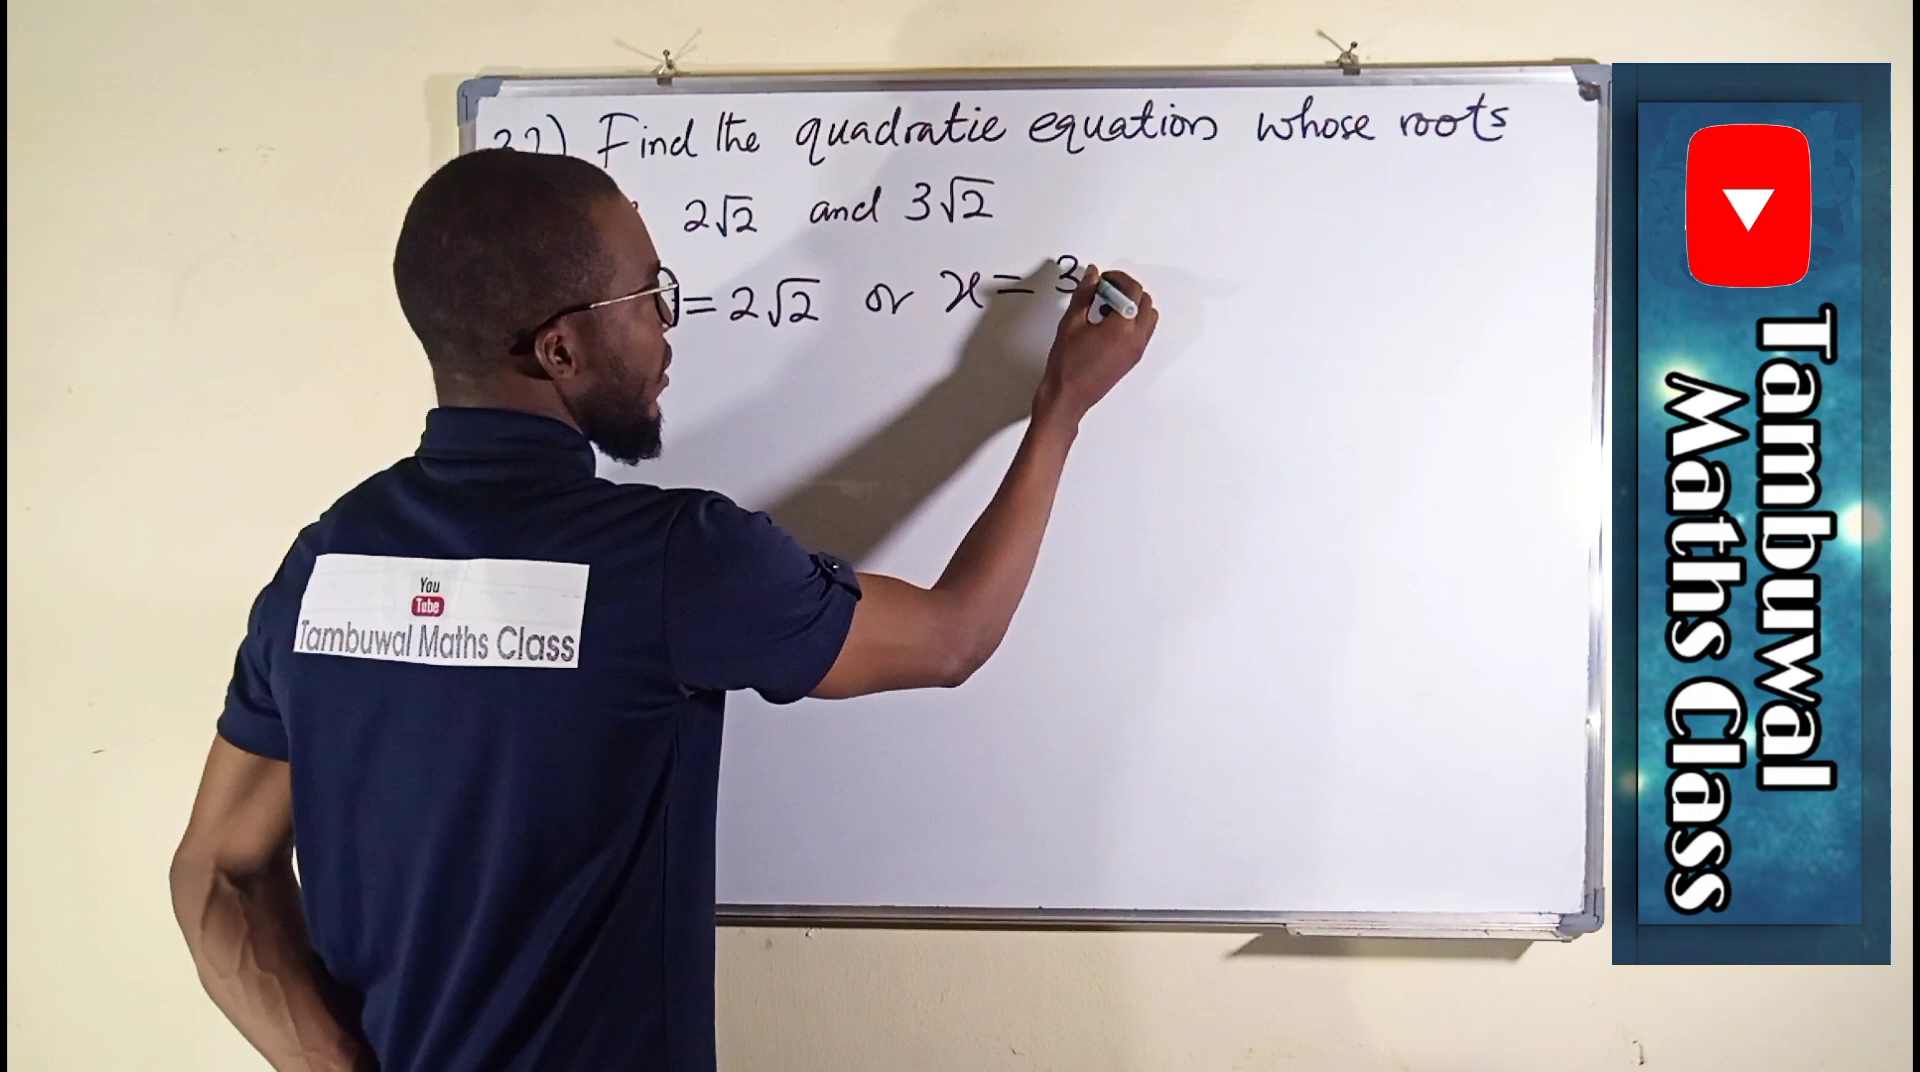 Find the quadratic equation whose roots
2√2 and 3√2
= 2√2 or x = 3
You
Tube
Tambuwal Maths Class
Tambuwal
Maths Class